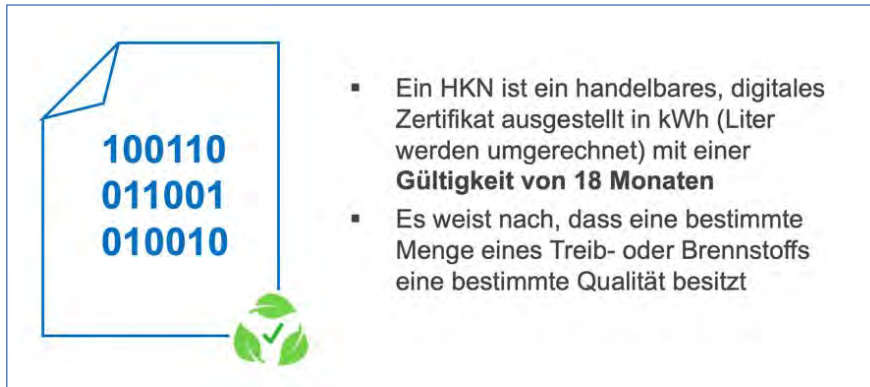 100110
011001
010010
▪ Ein HKN ist ein handelbares, digitales
Zertifikat ausgestellt in kWh (Liter
werden umgerechnet) mit einer
Gültigkeit von 18 Monaten
▪ Es weist nach, dass eine bestimmte
Menge eines Treib- oder Brennstoffs
eine bestimmte Qualität besitzt